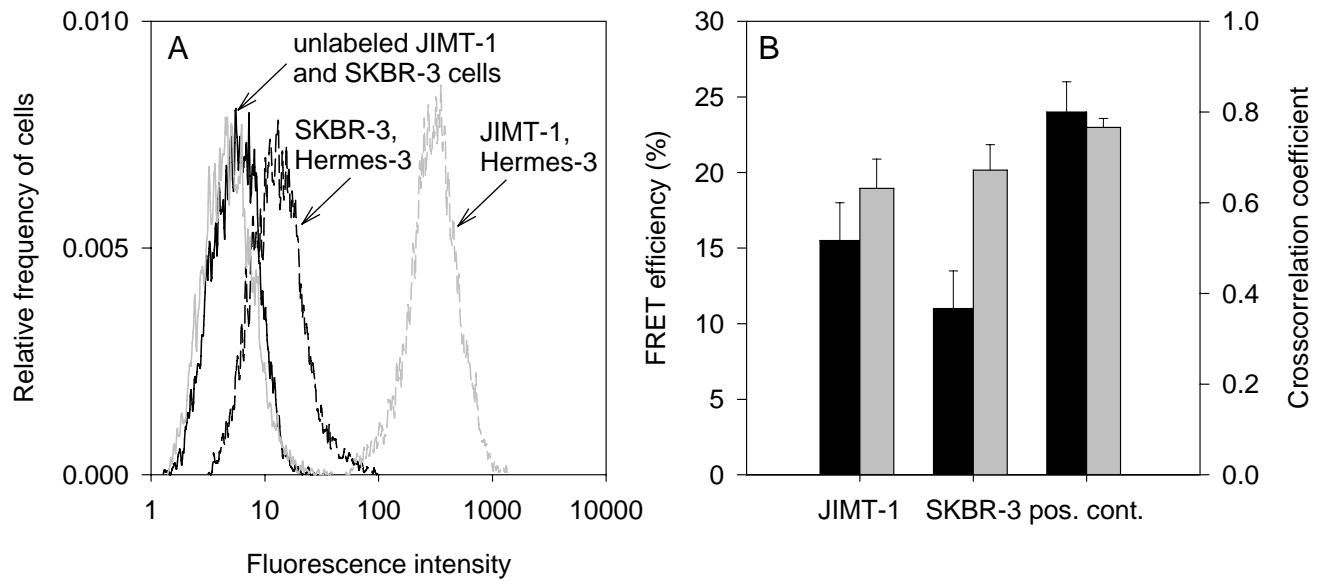 A
unlabeled JIMT-1
and SKBR-3 cells
SKBR-3,
Hermes-3
JIMT-1,
Hermes-3
0.010
0.005
0.000
Relative frequency of cells
1 10 100 1000 10000
Fluorescence intensity
B
30
25
20
15
10
5
0
FRET efficiency (%)
1.0
0.8
0.6
0.4
0.2
0.0
Crosscorrelation coefficient
JIMT-1 SKBR-3 pos. cont.